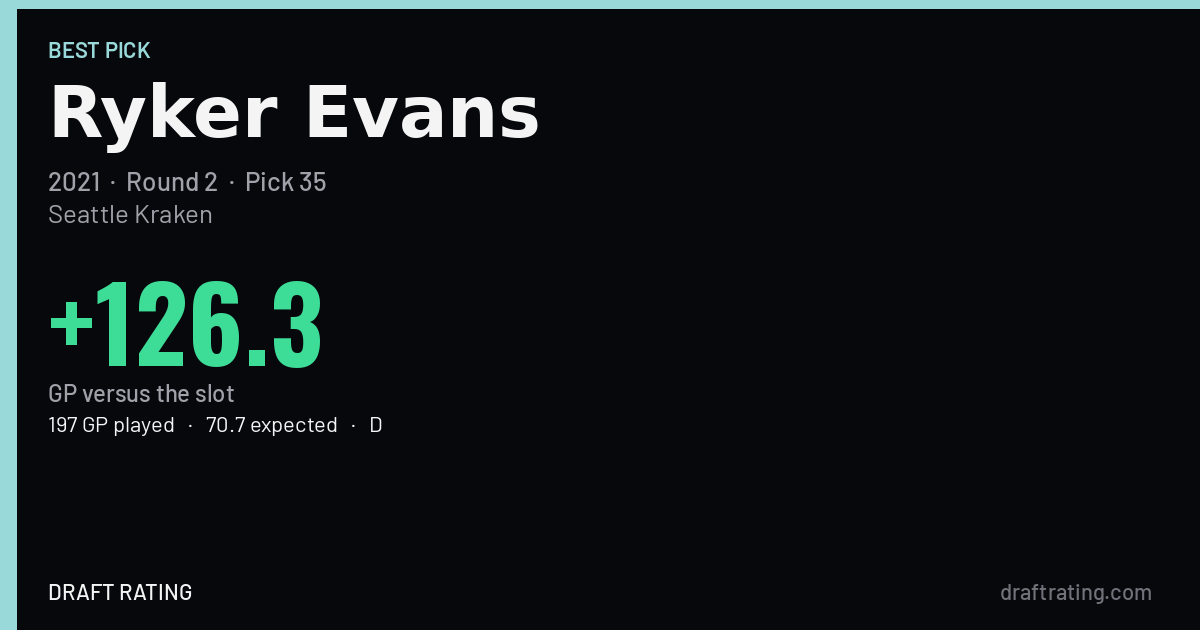 BEST PICK
Ryker Evans
2021 · Round 2 · Pick 35
Seattle Kraken
+126.3
GP versus the slot
197 GP played · 70.7 expected · D
DRAFT RATING
draftrating.com